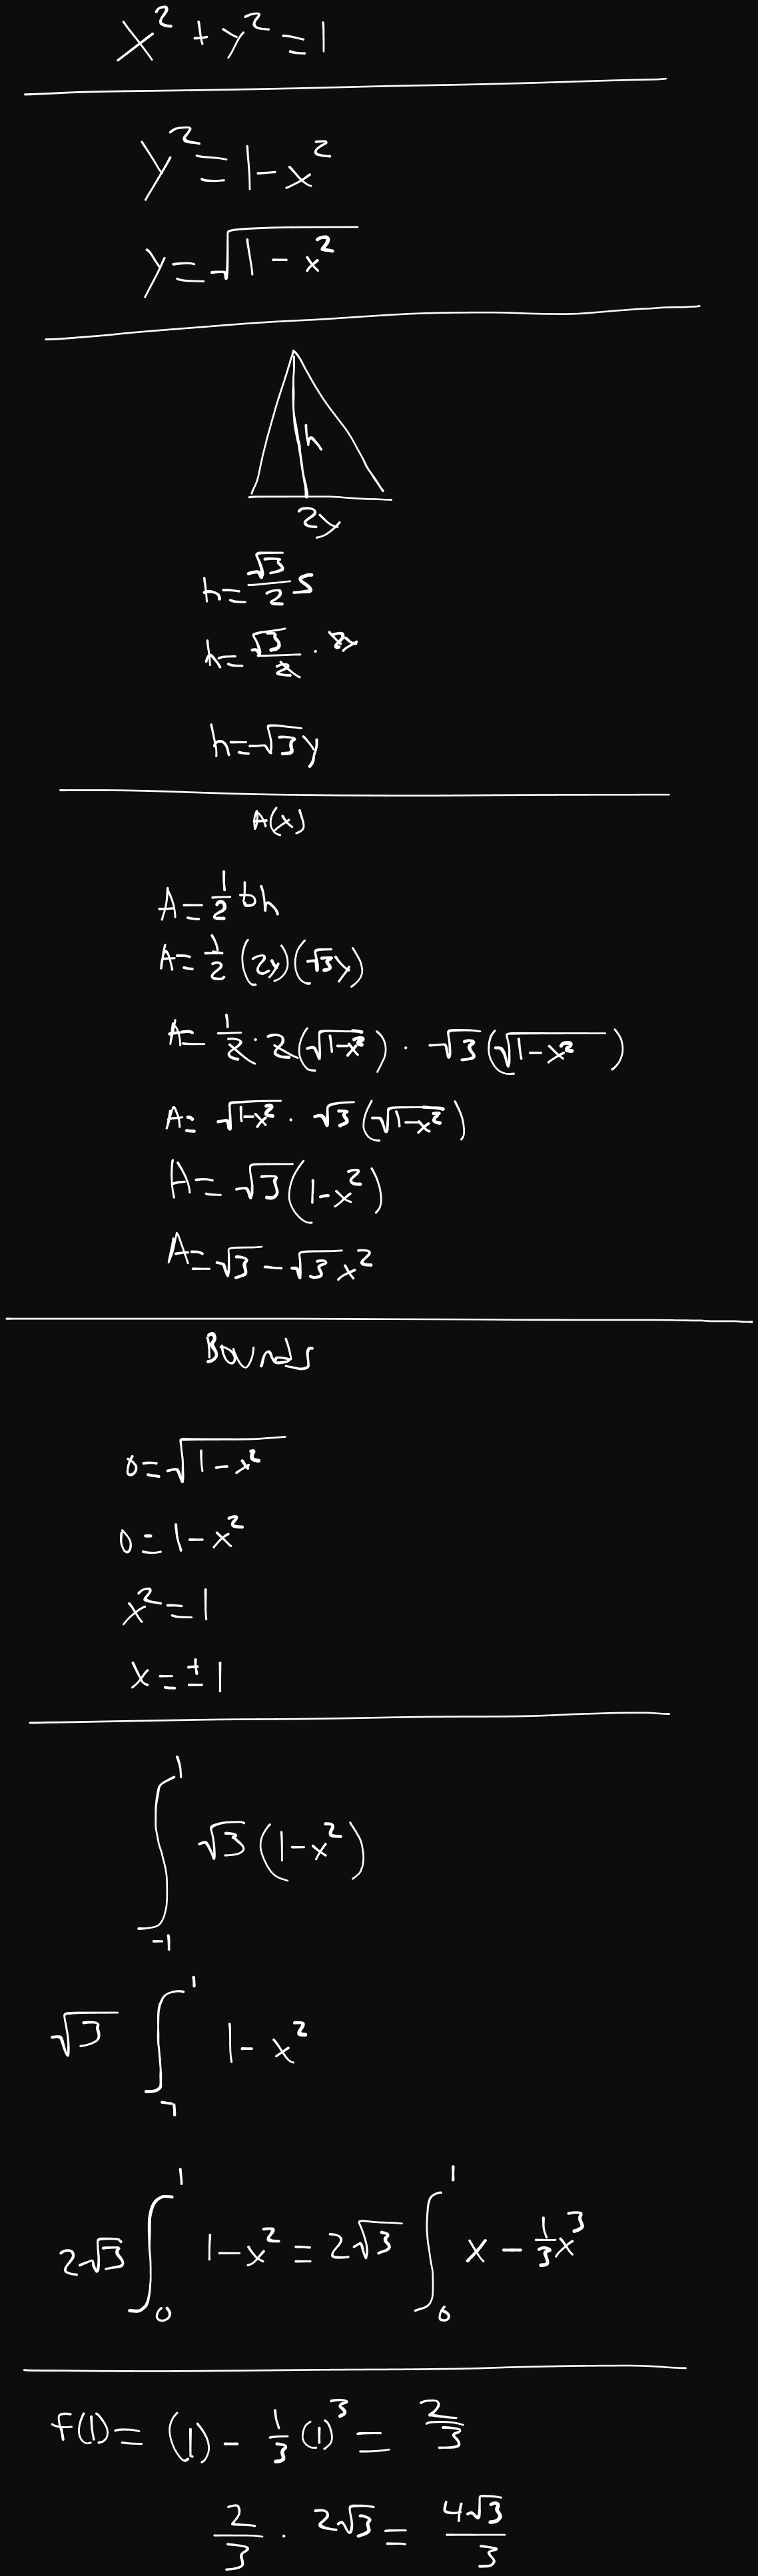 x² + y² = 1
y² = 1 - x²
y = √(1 - x²)
h
2y
h = √3/2 s
h = √3/2 · 2y
h = √3 y
A(x)
A = 1/2 bh
A = 1/2 (2y)(√3y)
A = 1/2 · 2(√(1-x²)) · √3(√(1-x²))
A = √(1-x²) · √3(√(1-x²))
A = √3(1-x²)
A = √3 - √3 x²
Bounds
0 = √(1 - x²)
0 = 1 - x²
x² = 1
x = ± 1
∫₋₁¹ √3 (1 - x²)
√3 ∫₋₁¹ 1 - x²
2√3 ∫₀¹ 1 - x² = 2√3 ∫₀¹ x - 1/3 x³
f(1) = (1) - 1/3 (1)³ = 2/3
2/3 · 2√3 = 4√3/3